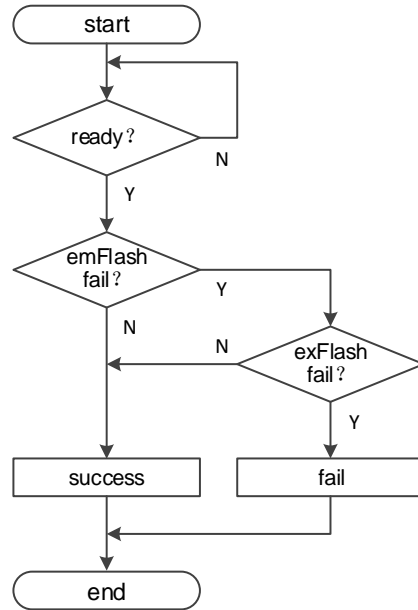 start
ready？
N
Y
emFlash
fail？
Y
N
N
exFlash
fail？
Y
success
fail
end